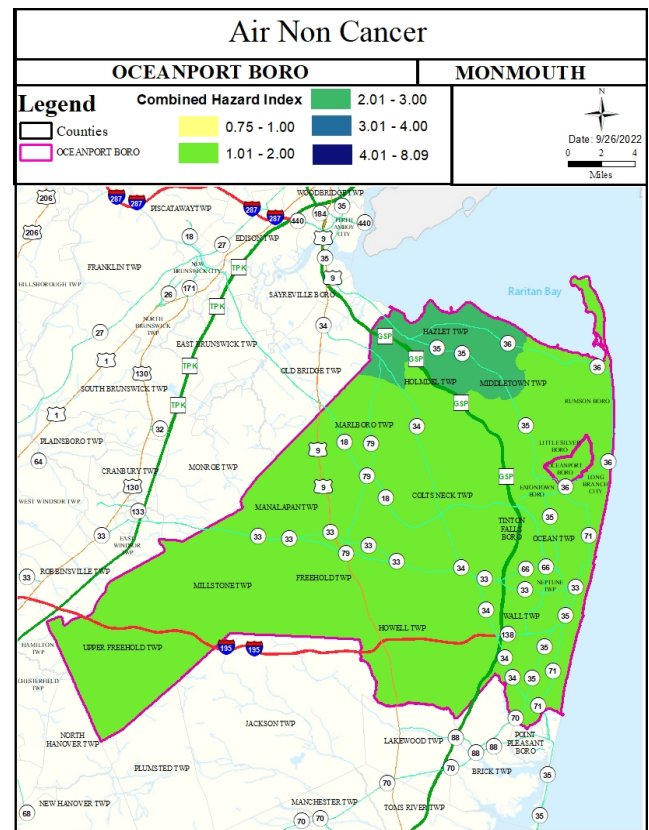 Air Non Cancer
OCEANPORT BORO
MONMOUTH
Legend
Combined Hazard Index
Counties
OCEANPORT BORO
0.75 - 1.00
1.01 - 2.00
2.01 - 3.00
3.01 - 4.00
4.01 - 8.09
N
Date: 9/26/2022
0 2 4
Miles
206
287
287
PISCATAWAY TWP
WOODBRIDGE TWP
287
287
440
184
35
PERTH
AMBOY
CITY
440
206
18
27
EDISON TWP
9
35
FRANKLIN TWP
NEW
BRUNSWICK CITY
TPK
9
Raritan Bay
HILLSBOROUGH TWP
26
171
SAYREVILLE BORO
TPK
27
NORTH
BRUNSWICK
TWP
34
GSP
HAZLET TWP
36
1
EAST BRUNSWICK TWP
35
35
130
TPK
OLD BRIDGE TWP
GSP
36
SOUTH BRUNSWICK TWP
HOLMDEL TWP
MIDDLETOWN TWP
1
TPK
GSP
RUMSON BORO
32
MARLBORO TWP
34
35
PLAINSBORO TWP
18
79
LITTLE SILVER
BORO
64
9
OCEANPORT
BORO
36
CRANBURY TWP
MONROE TWP
79
GSP
EATONTOWN
BORO
36
LONG
BRANCH
CITY
130
9
18
COLTS NECK TWP
WEST WINDSOR TWP
133
MANALAPAN TWP
TINTON
FALLS
BORO
35
33
EAST
WINDSOR
TWP
33
33
33
33
OCEAN TWP
71
79
33
34
33
66
66
33
ROBBINSVILLE TWP
FREEHOLD TWP
33
NEPTUNE
TWP
33
MILLSTONE TWP
34
WALL TWP
35
HOWELL TWP
138
HAMILTON
TWP
UPPER FREEHOLD TWP
195
195
34
35
CHESTERFIELD
TWP
34
35
71
71
NORTH
HANOVER TWP
JACKSON TWP
70
LAKEWOOD TWP
88
88
88
POINT
PLEASANT
BORO
PLUMSTED TWP
70
BRICK TWP
70
35
NEW HANOVER TWP
MANCHESTER TWP
TOMS RIVER TWP
68
70
70
35